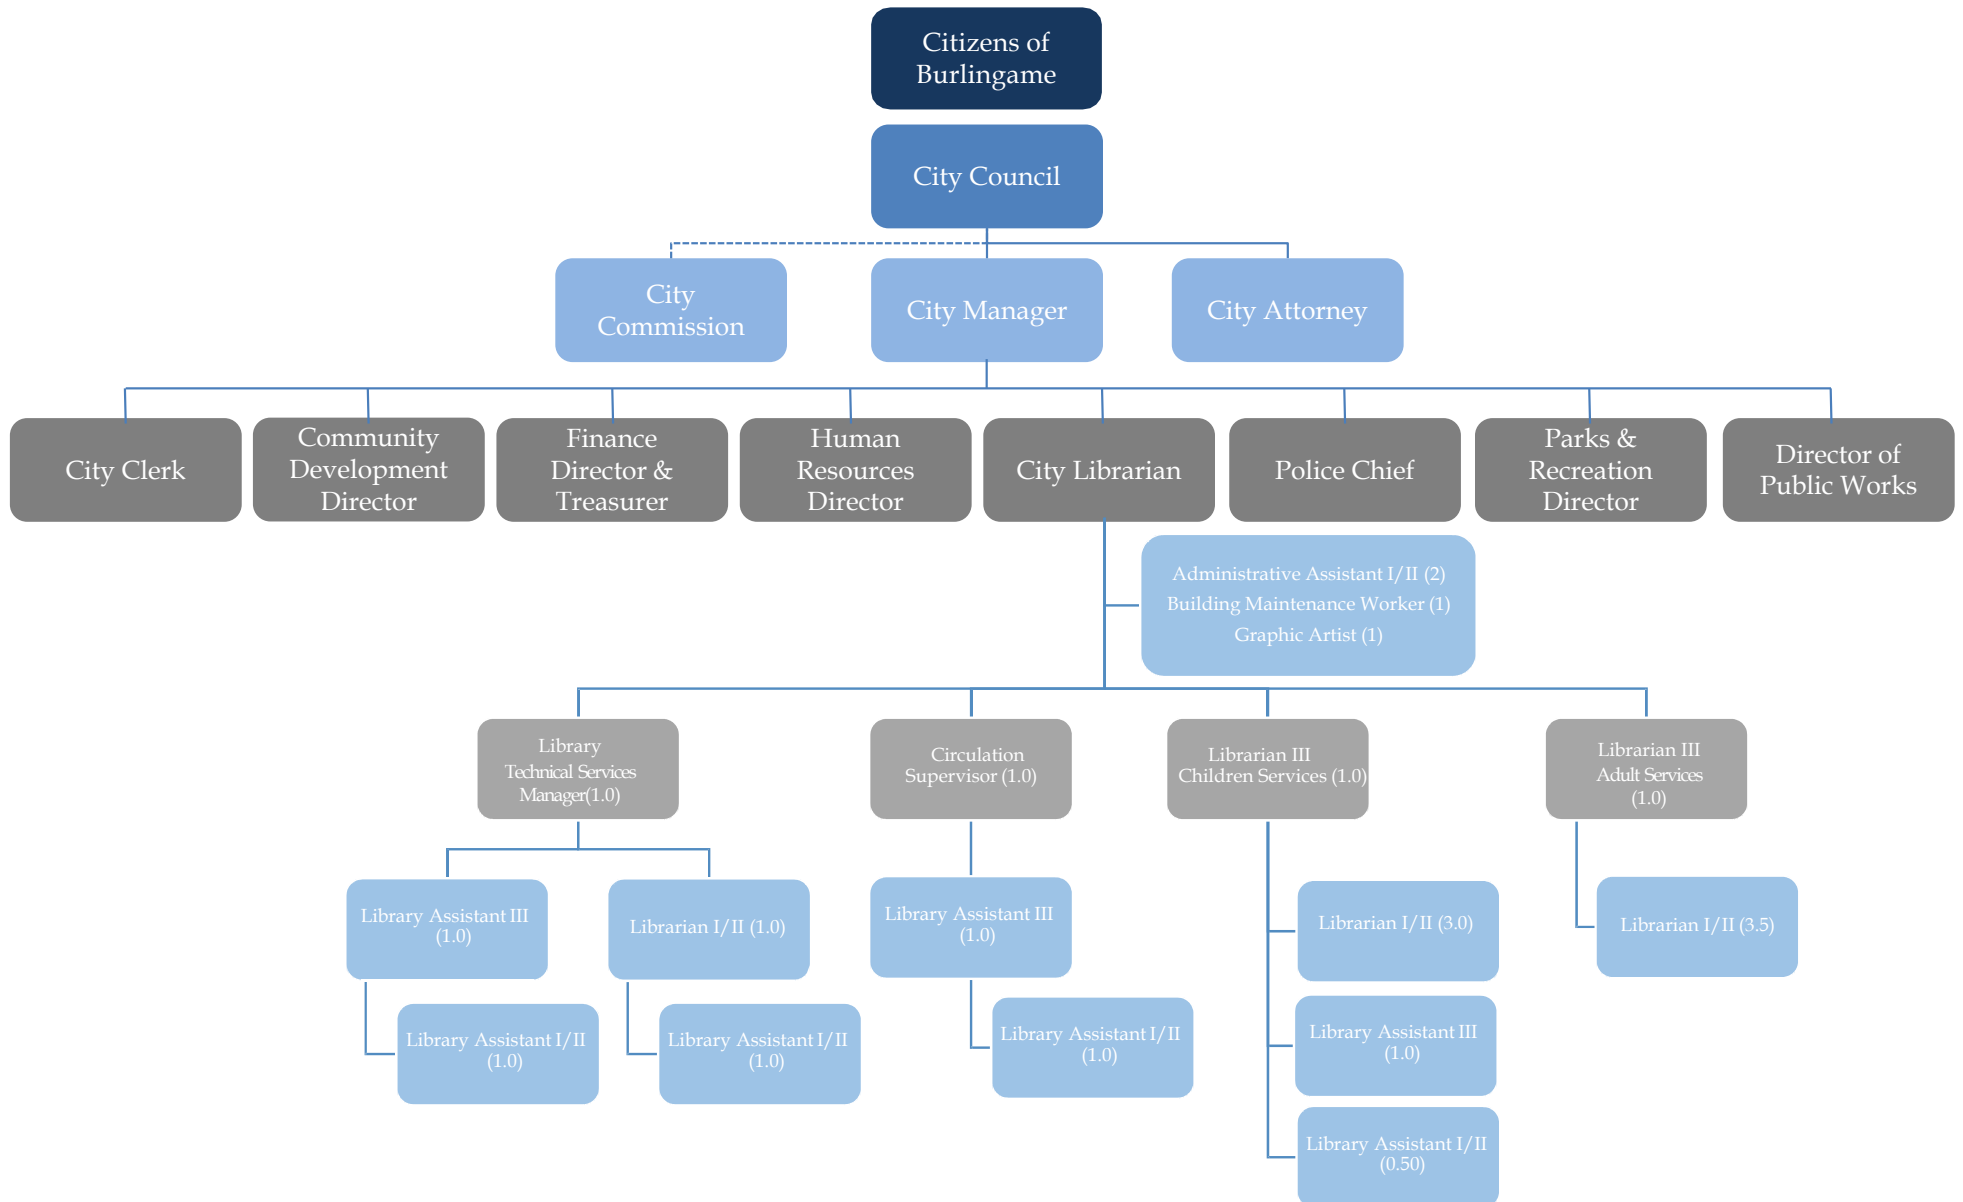 Citizens of
Burlingame
City Council
City
Commission
City Manager
City Attorney
City Clerk
Community
Development
Director
Finance
Director &
Treasurer
Human
Resources
Director
City Librarian
Police Chief
Parks &
Recreation
Director
Director of
Public Works
Administrative Assistant I/II (2)
Building Maintenance Worker (1)
Graphic Artist (1)
Library
Technical Services
Manager(1.0)
Circulation
Supervisor (1.0)
Librarian III
Children Services (1.0)
Librarian III
Adult Services
(1.0)
Library Assistant III
(1.0)
Librarian I/II (1.0)
Library Assistant III
(1.0)
Librarian I/II (3.0)
Librarian I/II (3.5)
Library Assistant I/II
(1.0)
Library Assistant I/II
(1.0)
Library Assistant I/II
(1.0)
Library Assistant III
(1.0)
Library Assistant I/II
(0.50)